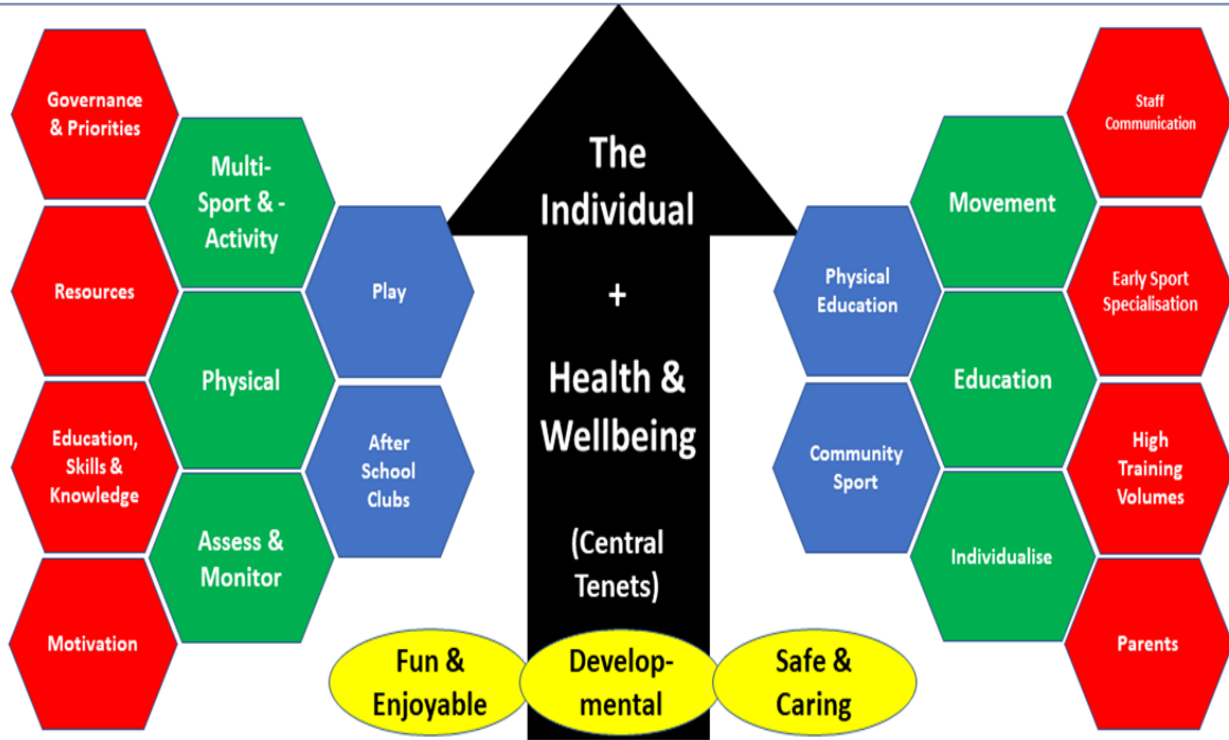 Governance
& Priorities
Resources
Education,
Skills &
Knowledge
Motivation
Multi-
Sport & -
Activity
Physical
Assess &
Monitor
Play
After
School
Clubs
The
Individual
+
Health &
Wellbeing
(Central
Tenets)
Fun &
Enjoyable
Develop-
mental
Safe &
Caring
Physical
Education
Community
Sport
Movement
Education
Individualise
Staff
Communication
Early Sport
Specialisation
High
Training
Volumes
Parents